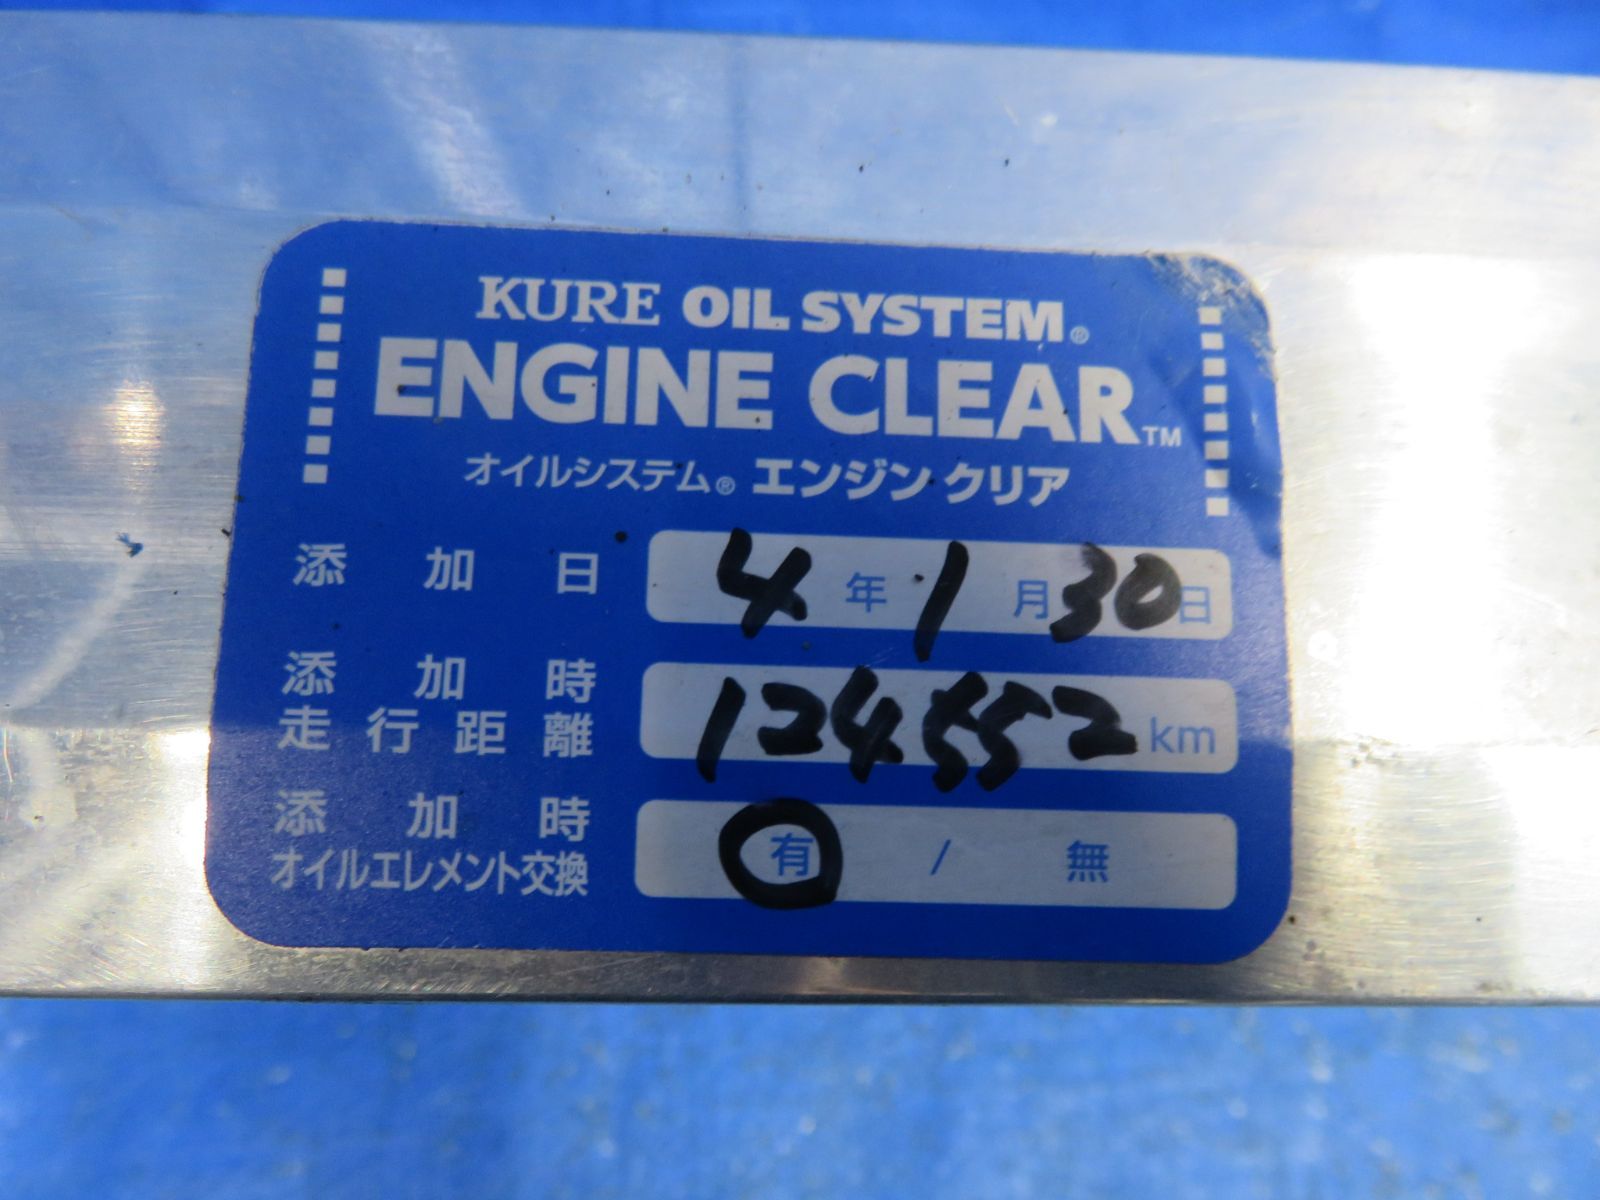 KURE OIL SYSTEM®
ENGINE CLEAR™
オイルシステム® エンジン クリア
添加日 4年1月30日
添加時
走行距離 124552 km
添加時
オイルエレメント交換 有 / 無